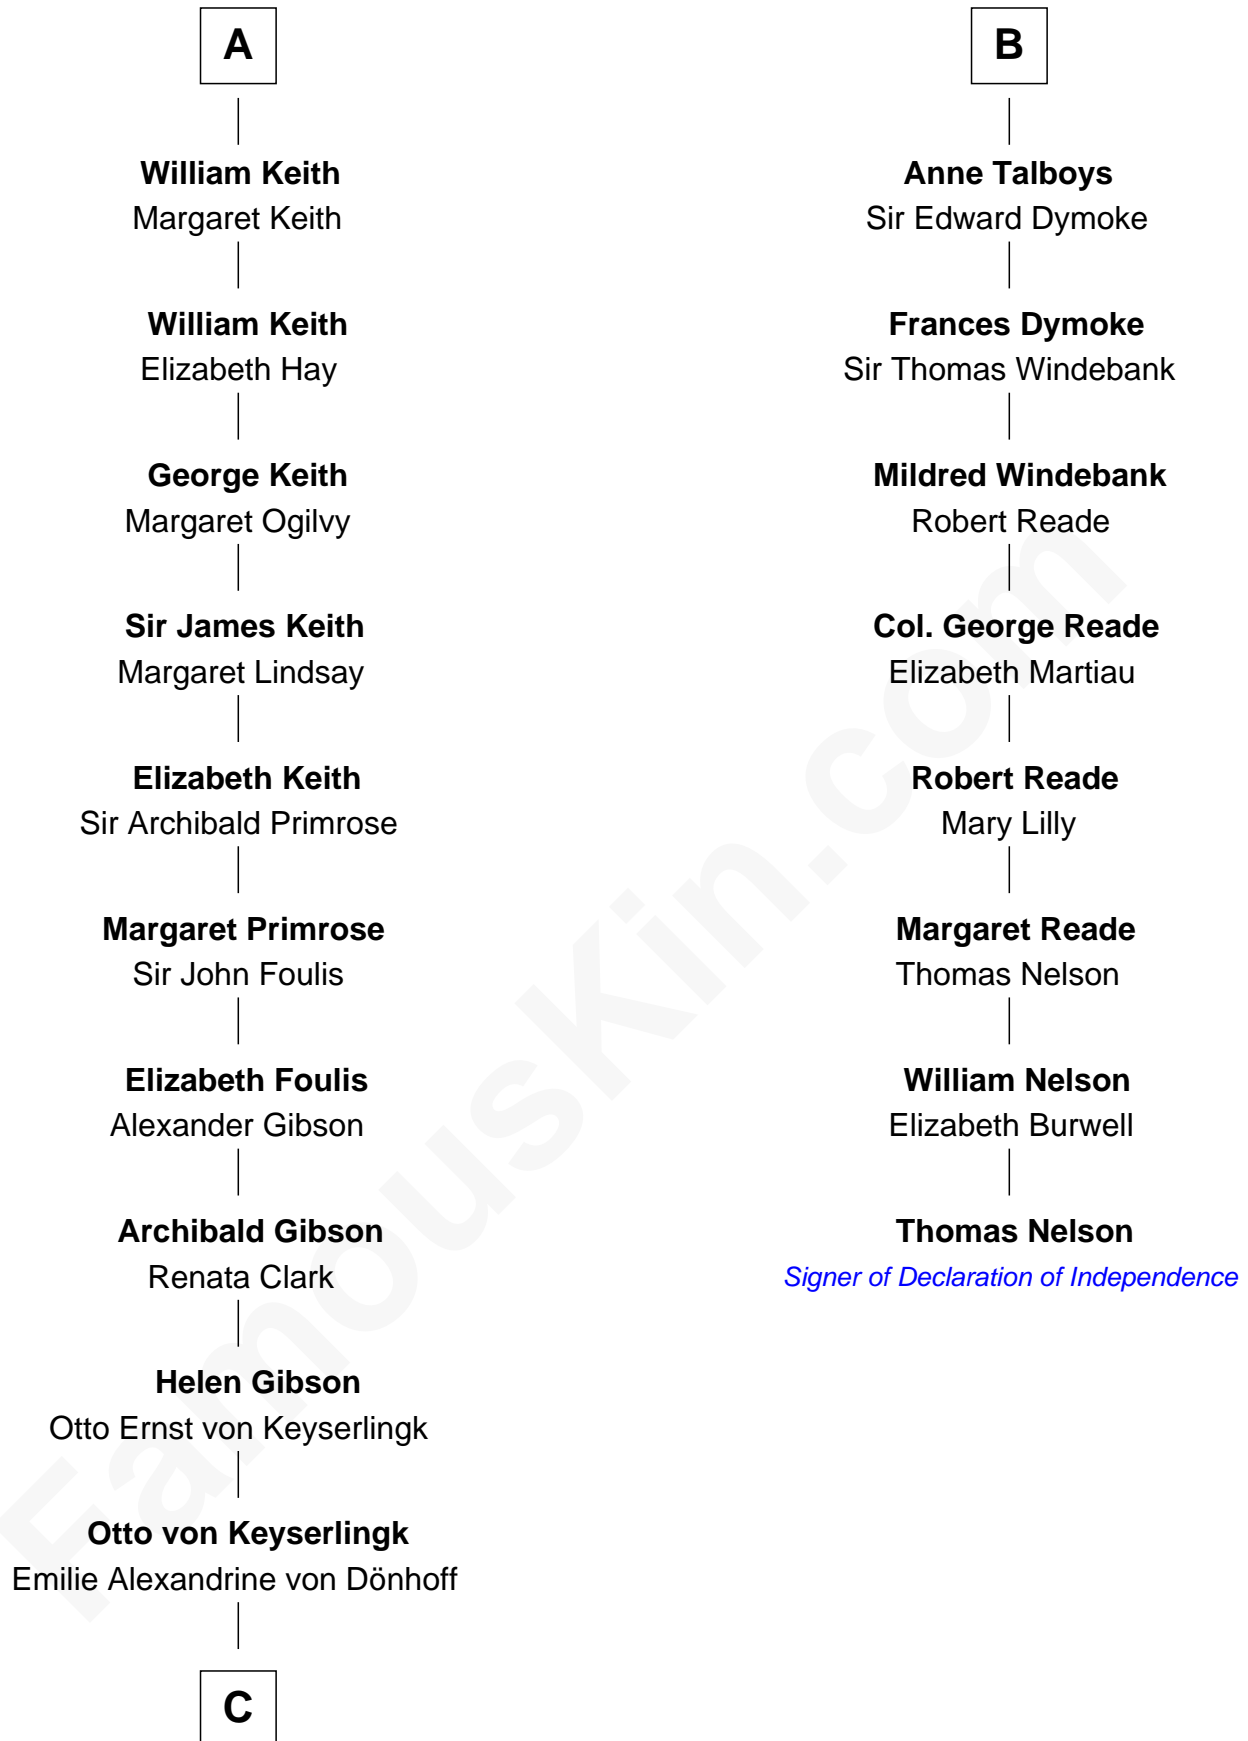 A
William Keith
Margaret Keith
William Keith
Elizabeth Hay
George Keith
Margaret Ogilvy
Sir James Keith
Margaret Lindsay
Elizabeth Keith
Sir Archibald Primrose
Margaret Primrose
Sir John Foulis
Elizabeth Foulis
Alexander Gibson
Archibald Gibson
Renata Clark
Helen Gibson
Otto Ernst von Keyserlingk
Otto von Keyserlingk
Emilie Alexandrine von Dönhoff
C
B
Anne Talboys
Sir Edward Dymoke
Frances Dymoke
Sir Thomas Windebank
Mildred Windebank
Robert Reade
Col. George Reade
Elizabeth Martiau
Robert Reade
Mary Lilly
Margaret Reade
Thomas Nelson
William Nelson
Elizabeth Burwell
Thomas Nelson
Signer of Declaration of Independence
FamousKin.com